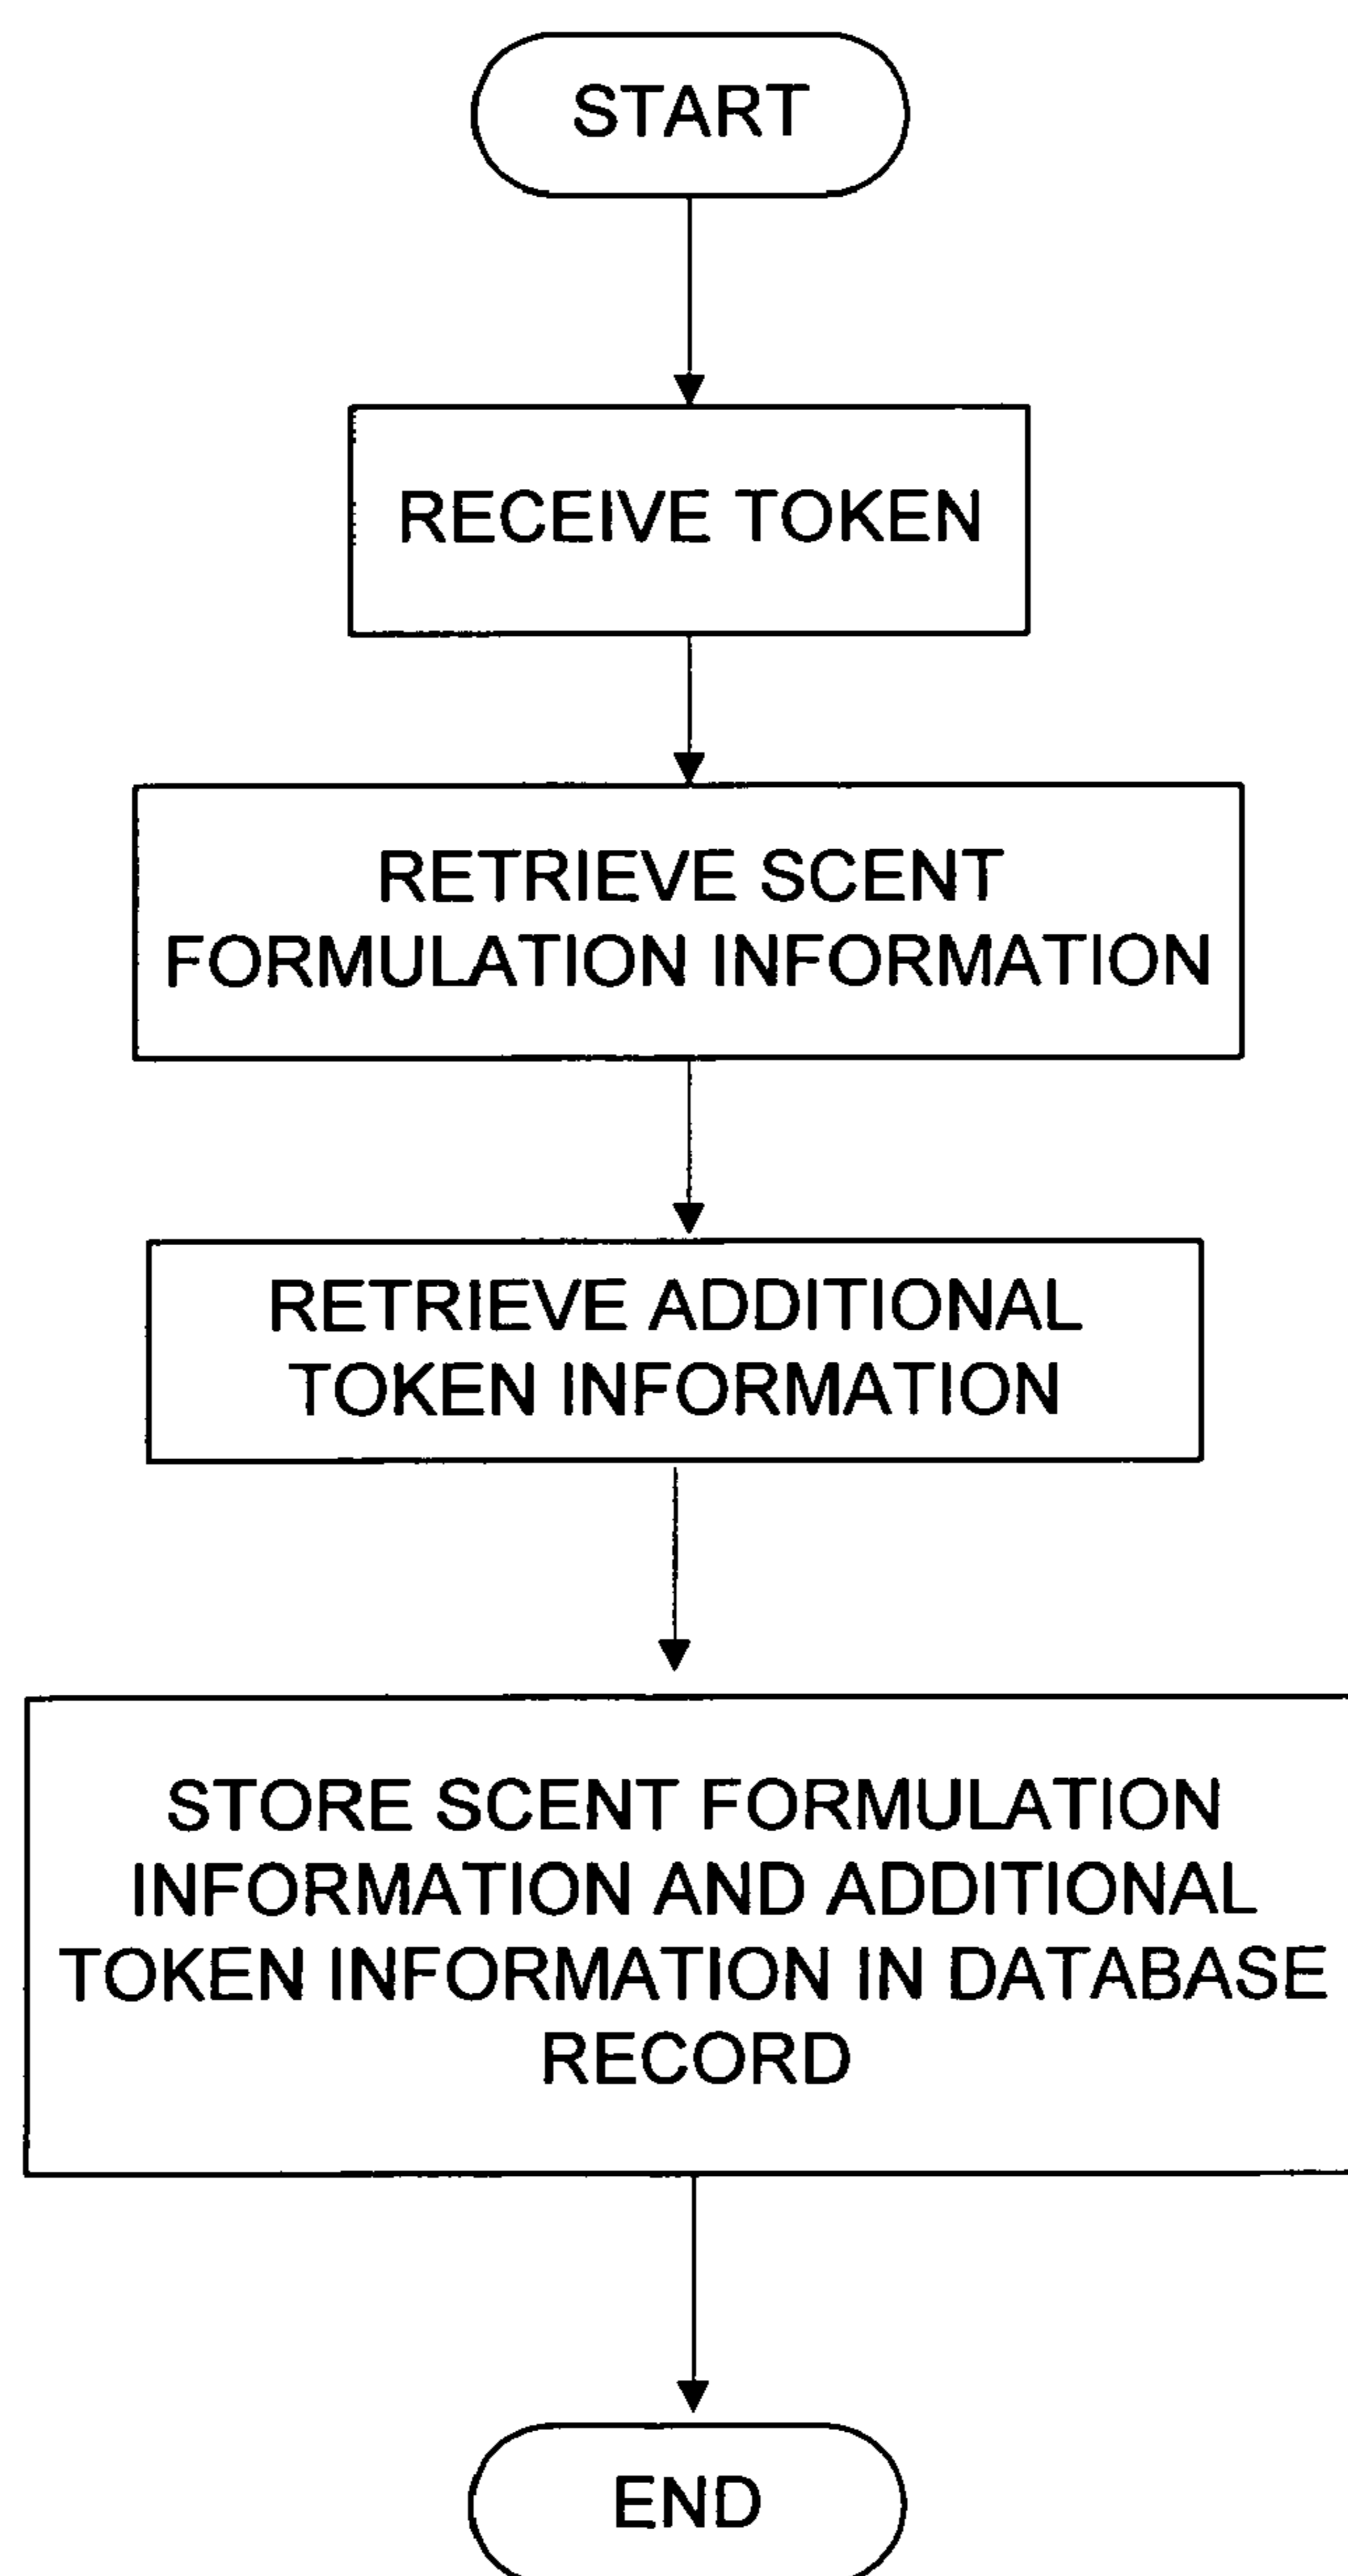 START
RECEIVE TOKEN
RETRIEVE SCENT
FORMULATION INFORMATION
RETRIEVE ADDITIONAL
TOKEN INFORMATION
STORE SCENT FORMULATION
INFORMATION AND ADDITIONAL
TOKEN INFORMATION IN DATABASE
RECORD
END